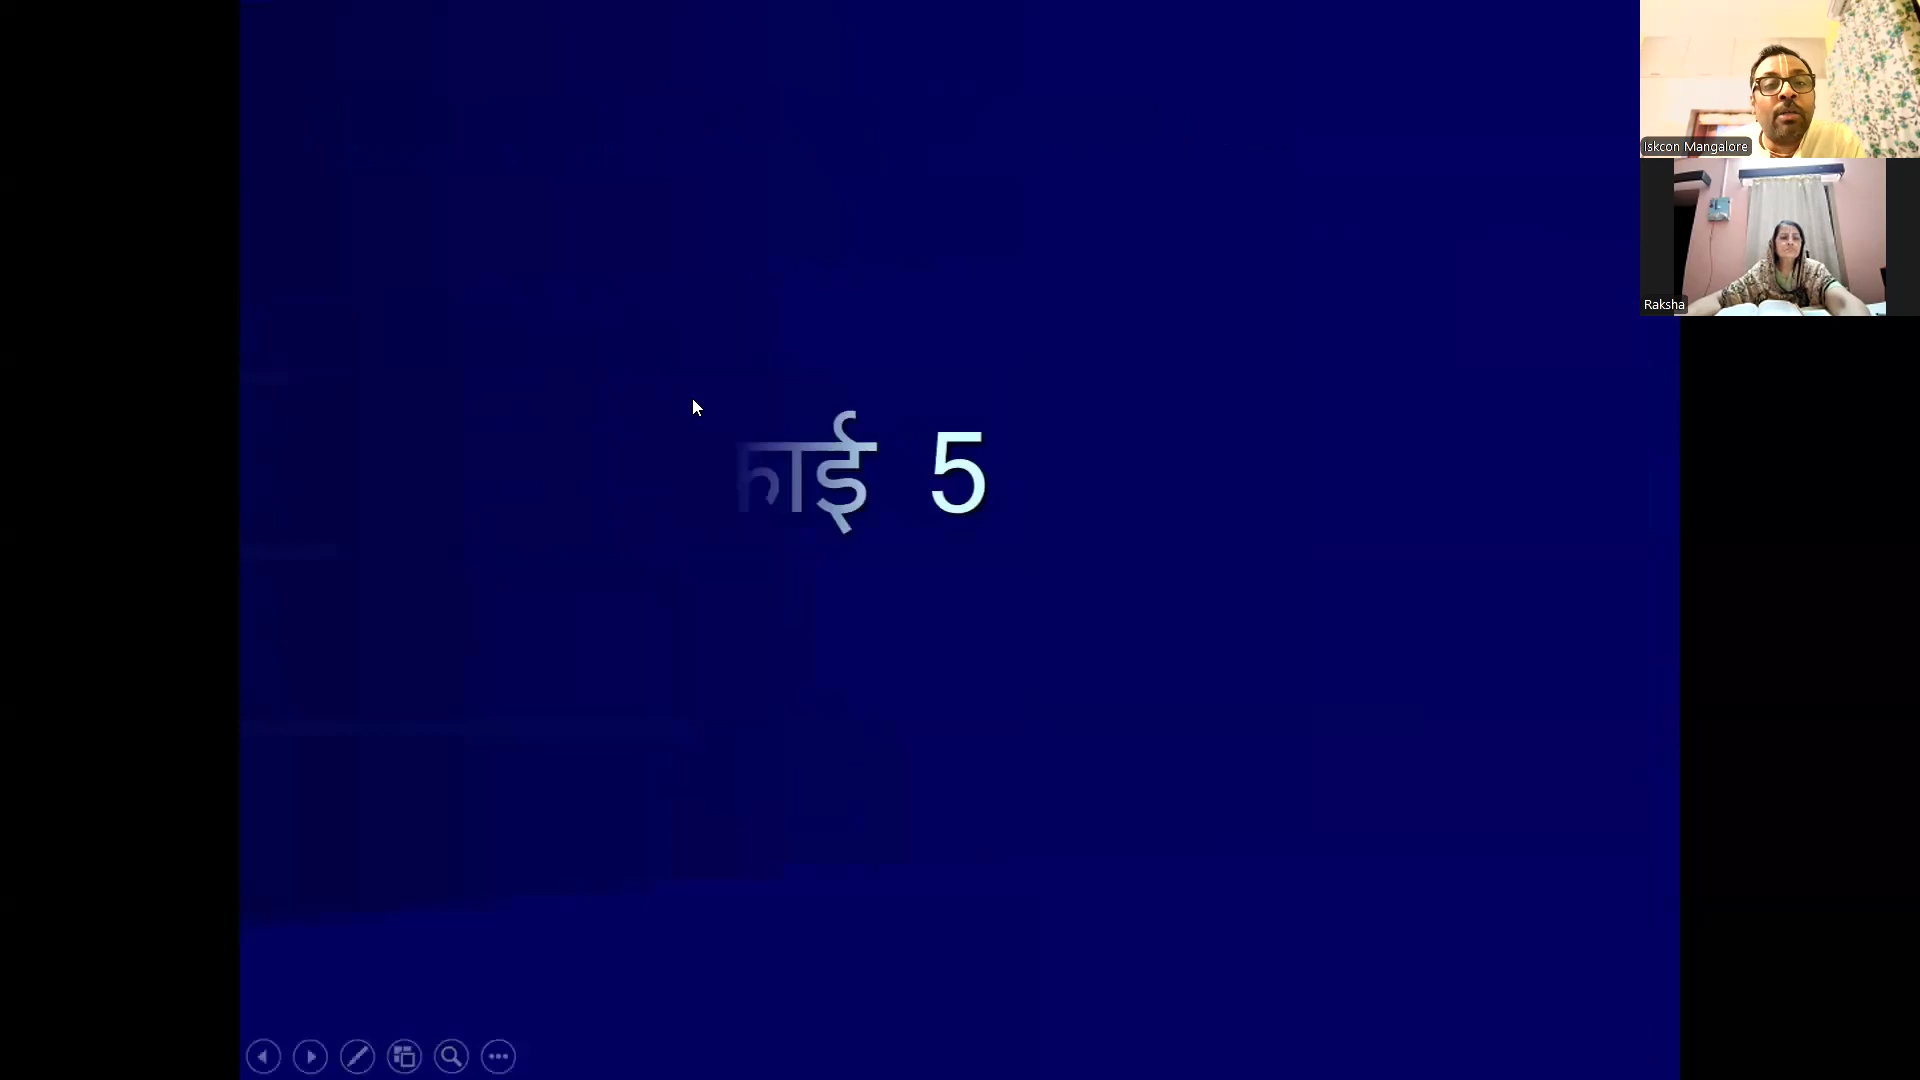 काई 5
Iskcon Mangalore
Raksha